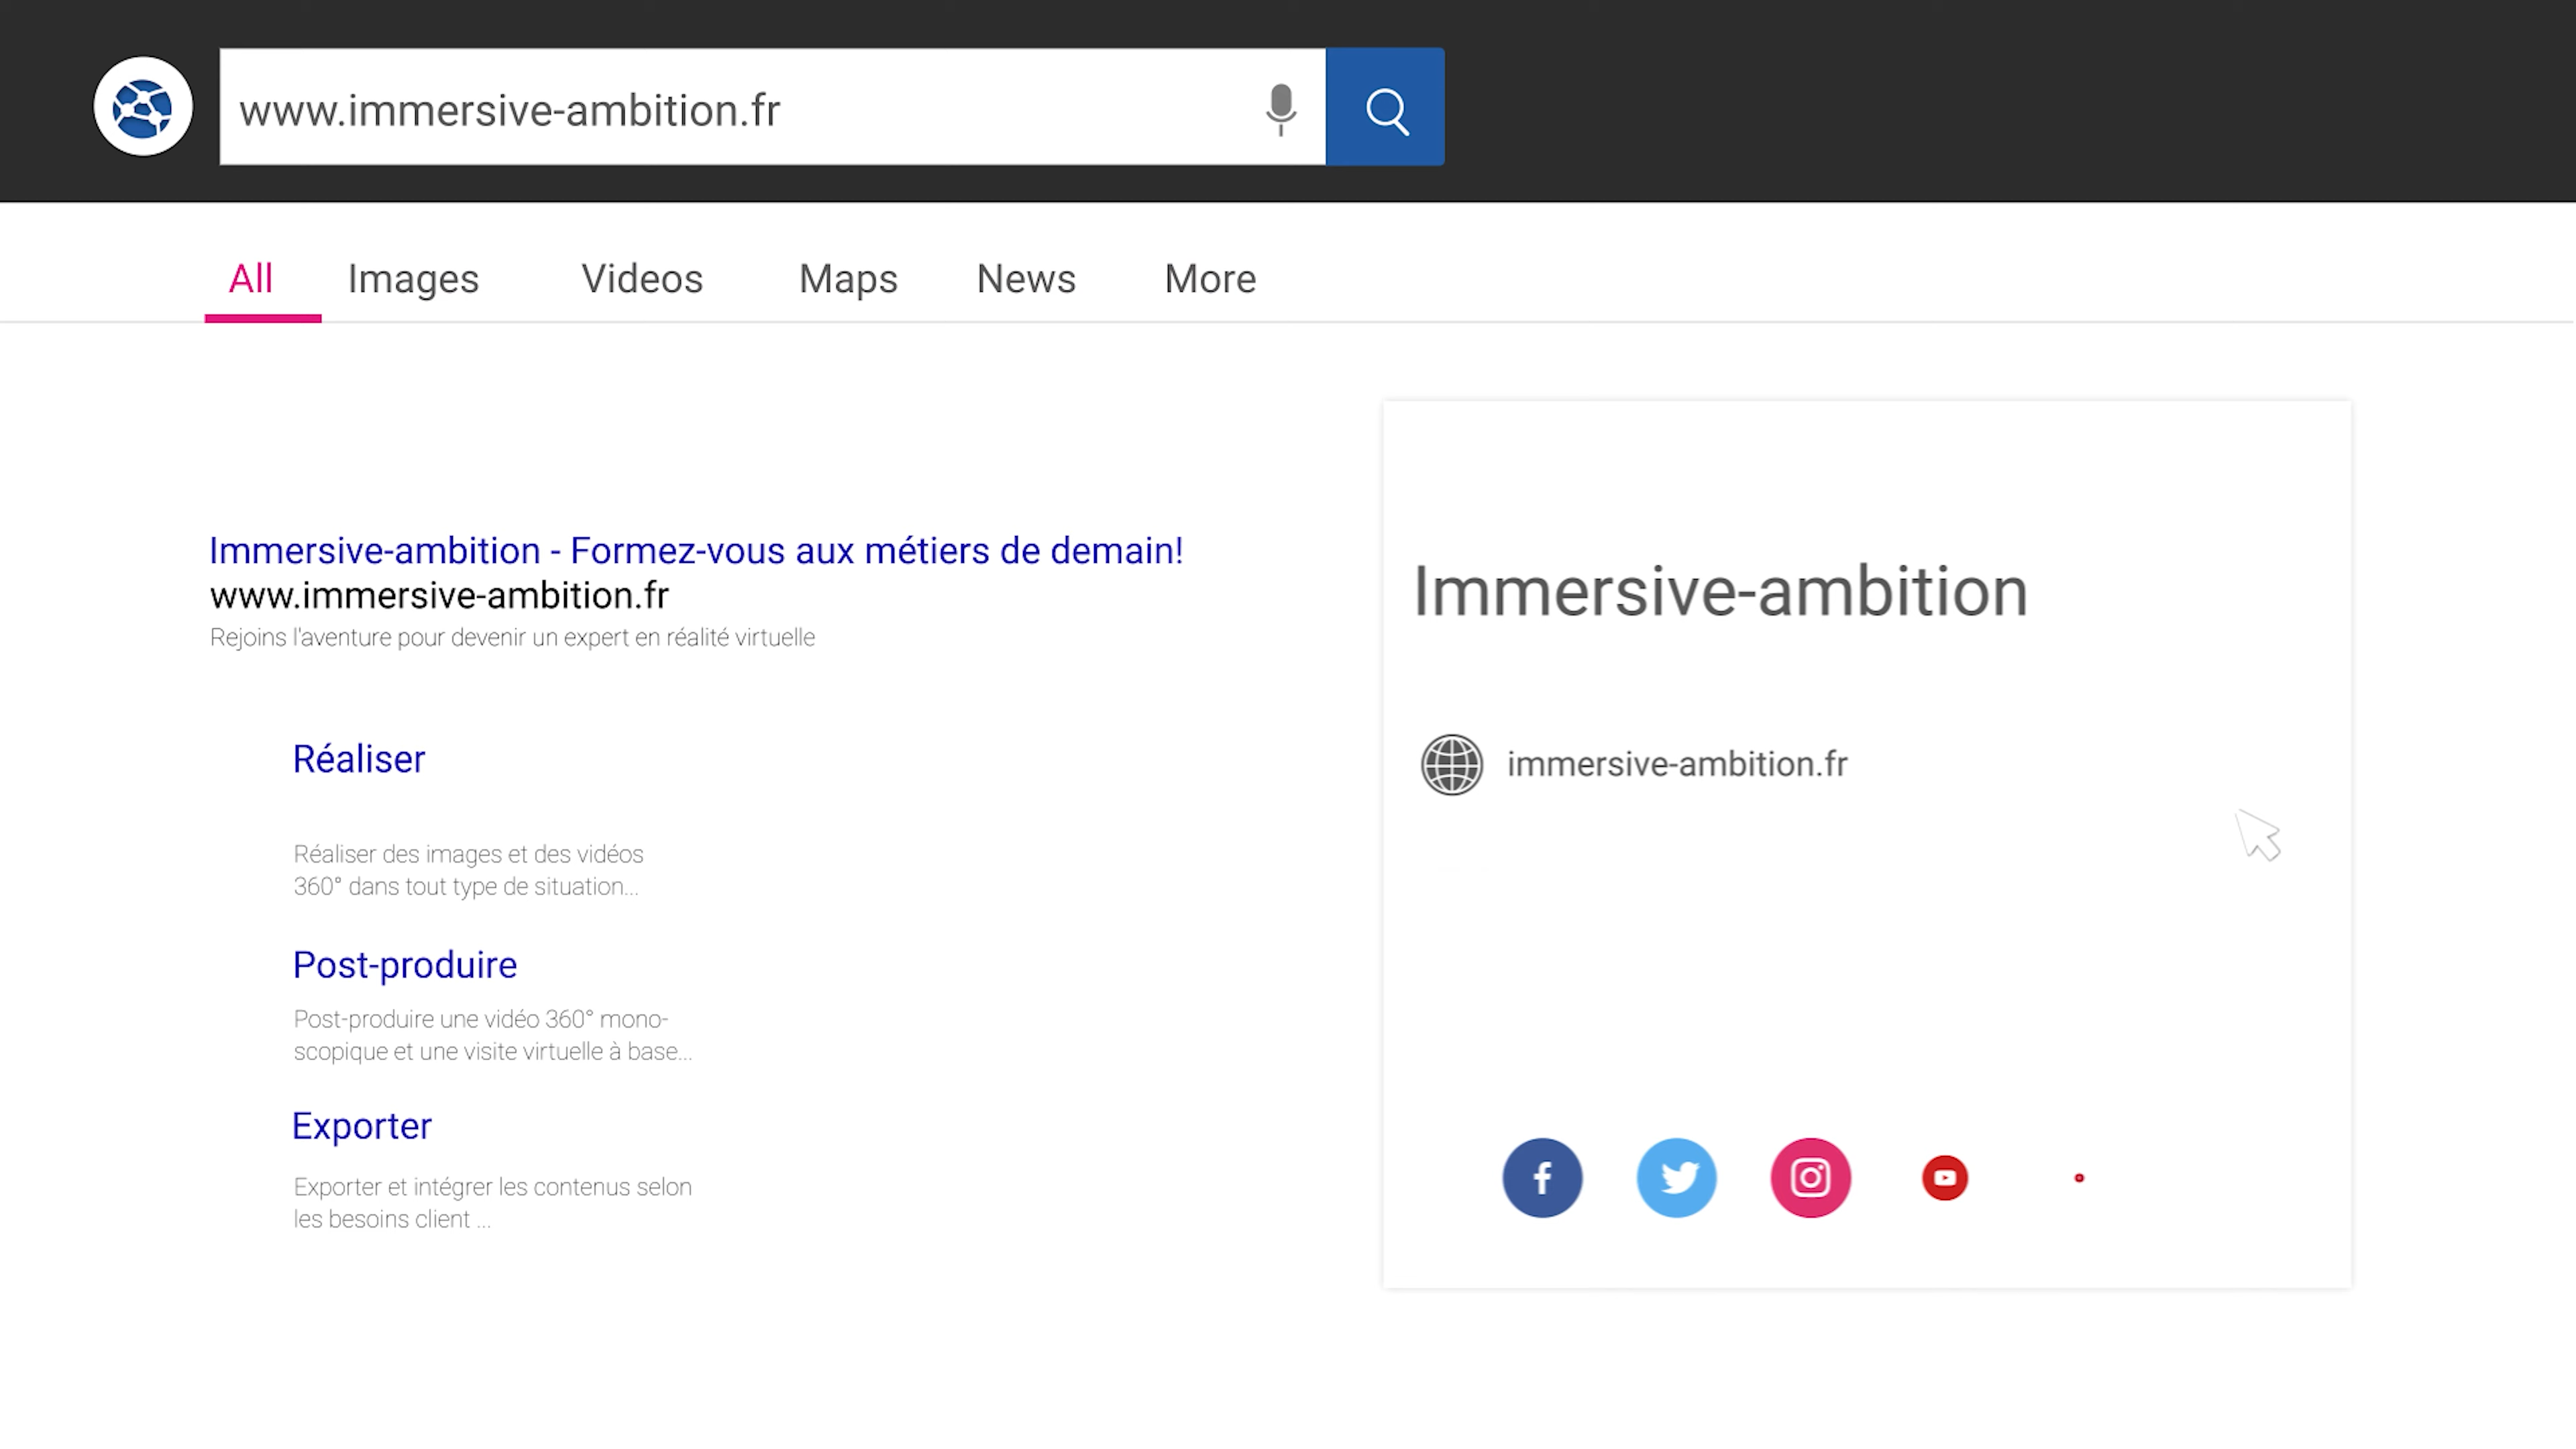 www.immersive-ambition.fr
All Images Videos Maps News More
Immersive-ambition - Formez-vous aux métiers de demain!
www.immersive-ambition.fr
Rejoins l'aventure pour devenir un expert en réalité virtuelle
Réaliser
Réaliser des images et des vidéos
360° dans tout type de situation...
Post-produire
Post-produire une vidéo 360° mono-
scopique et une visite virtuelle à base...
Exporter
Exporter et intégrer les contenus selon
les besoins client ...
Immersive-ambition
immersive-ambition.fr